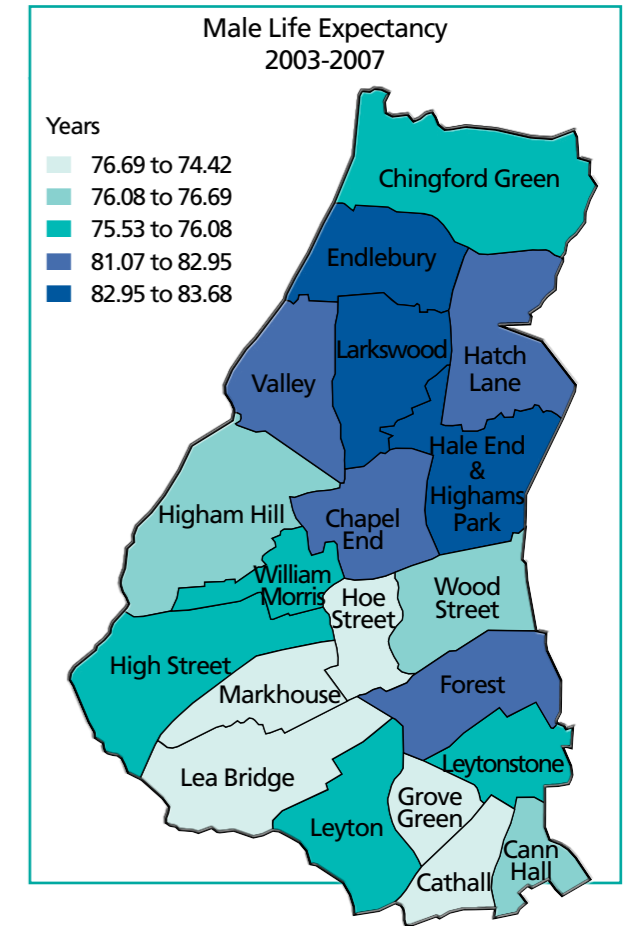 Male Life Expectancy
2003-2007
Years
76.69 to 74.42
76.08 to 76.69
75.53 to 76.08
81.07 to 82.95
82.95 to 83.68
Chingford Green
Endlebury
Larkswood
Hatch
Lane
Valley
Hale End
&
Highams
Park
Higham Hill
Chapel
End
William
Morris
Hoe
Street
Wood
Street
High Street
Markhouse
Forest
Lea Bridge
Leytonstone
Grove
Green
Leyton
Cann
Hall
Cathall